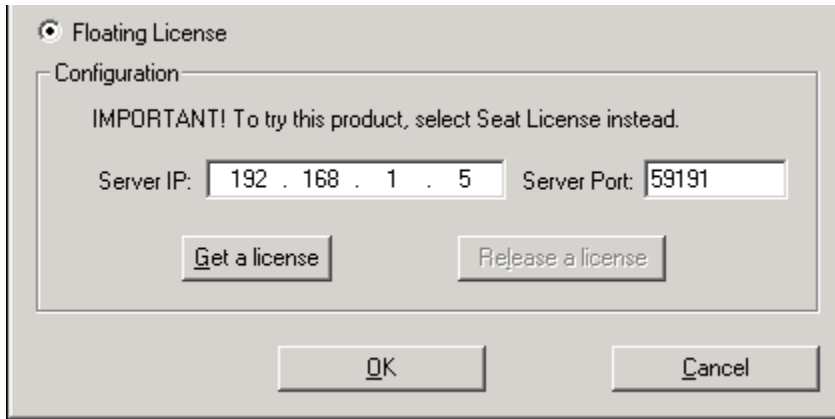 Floating License
Configuration
IMPORTANT! To try this product, select Seat License instead.
Server IP: 192 . 168 . 1 . 5 Server Port: 59191
Get a license Release a license
OK Cancel